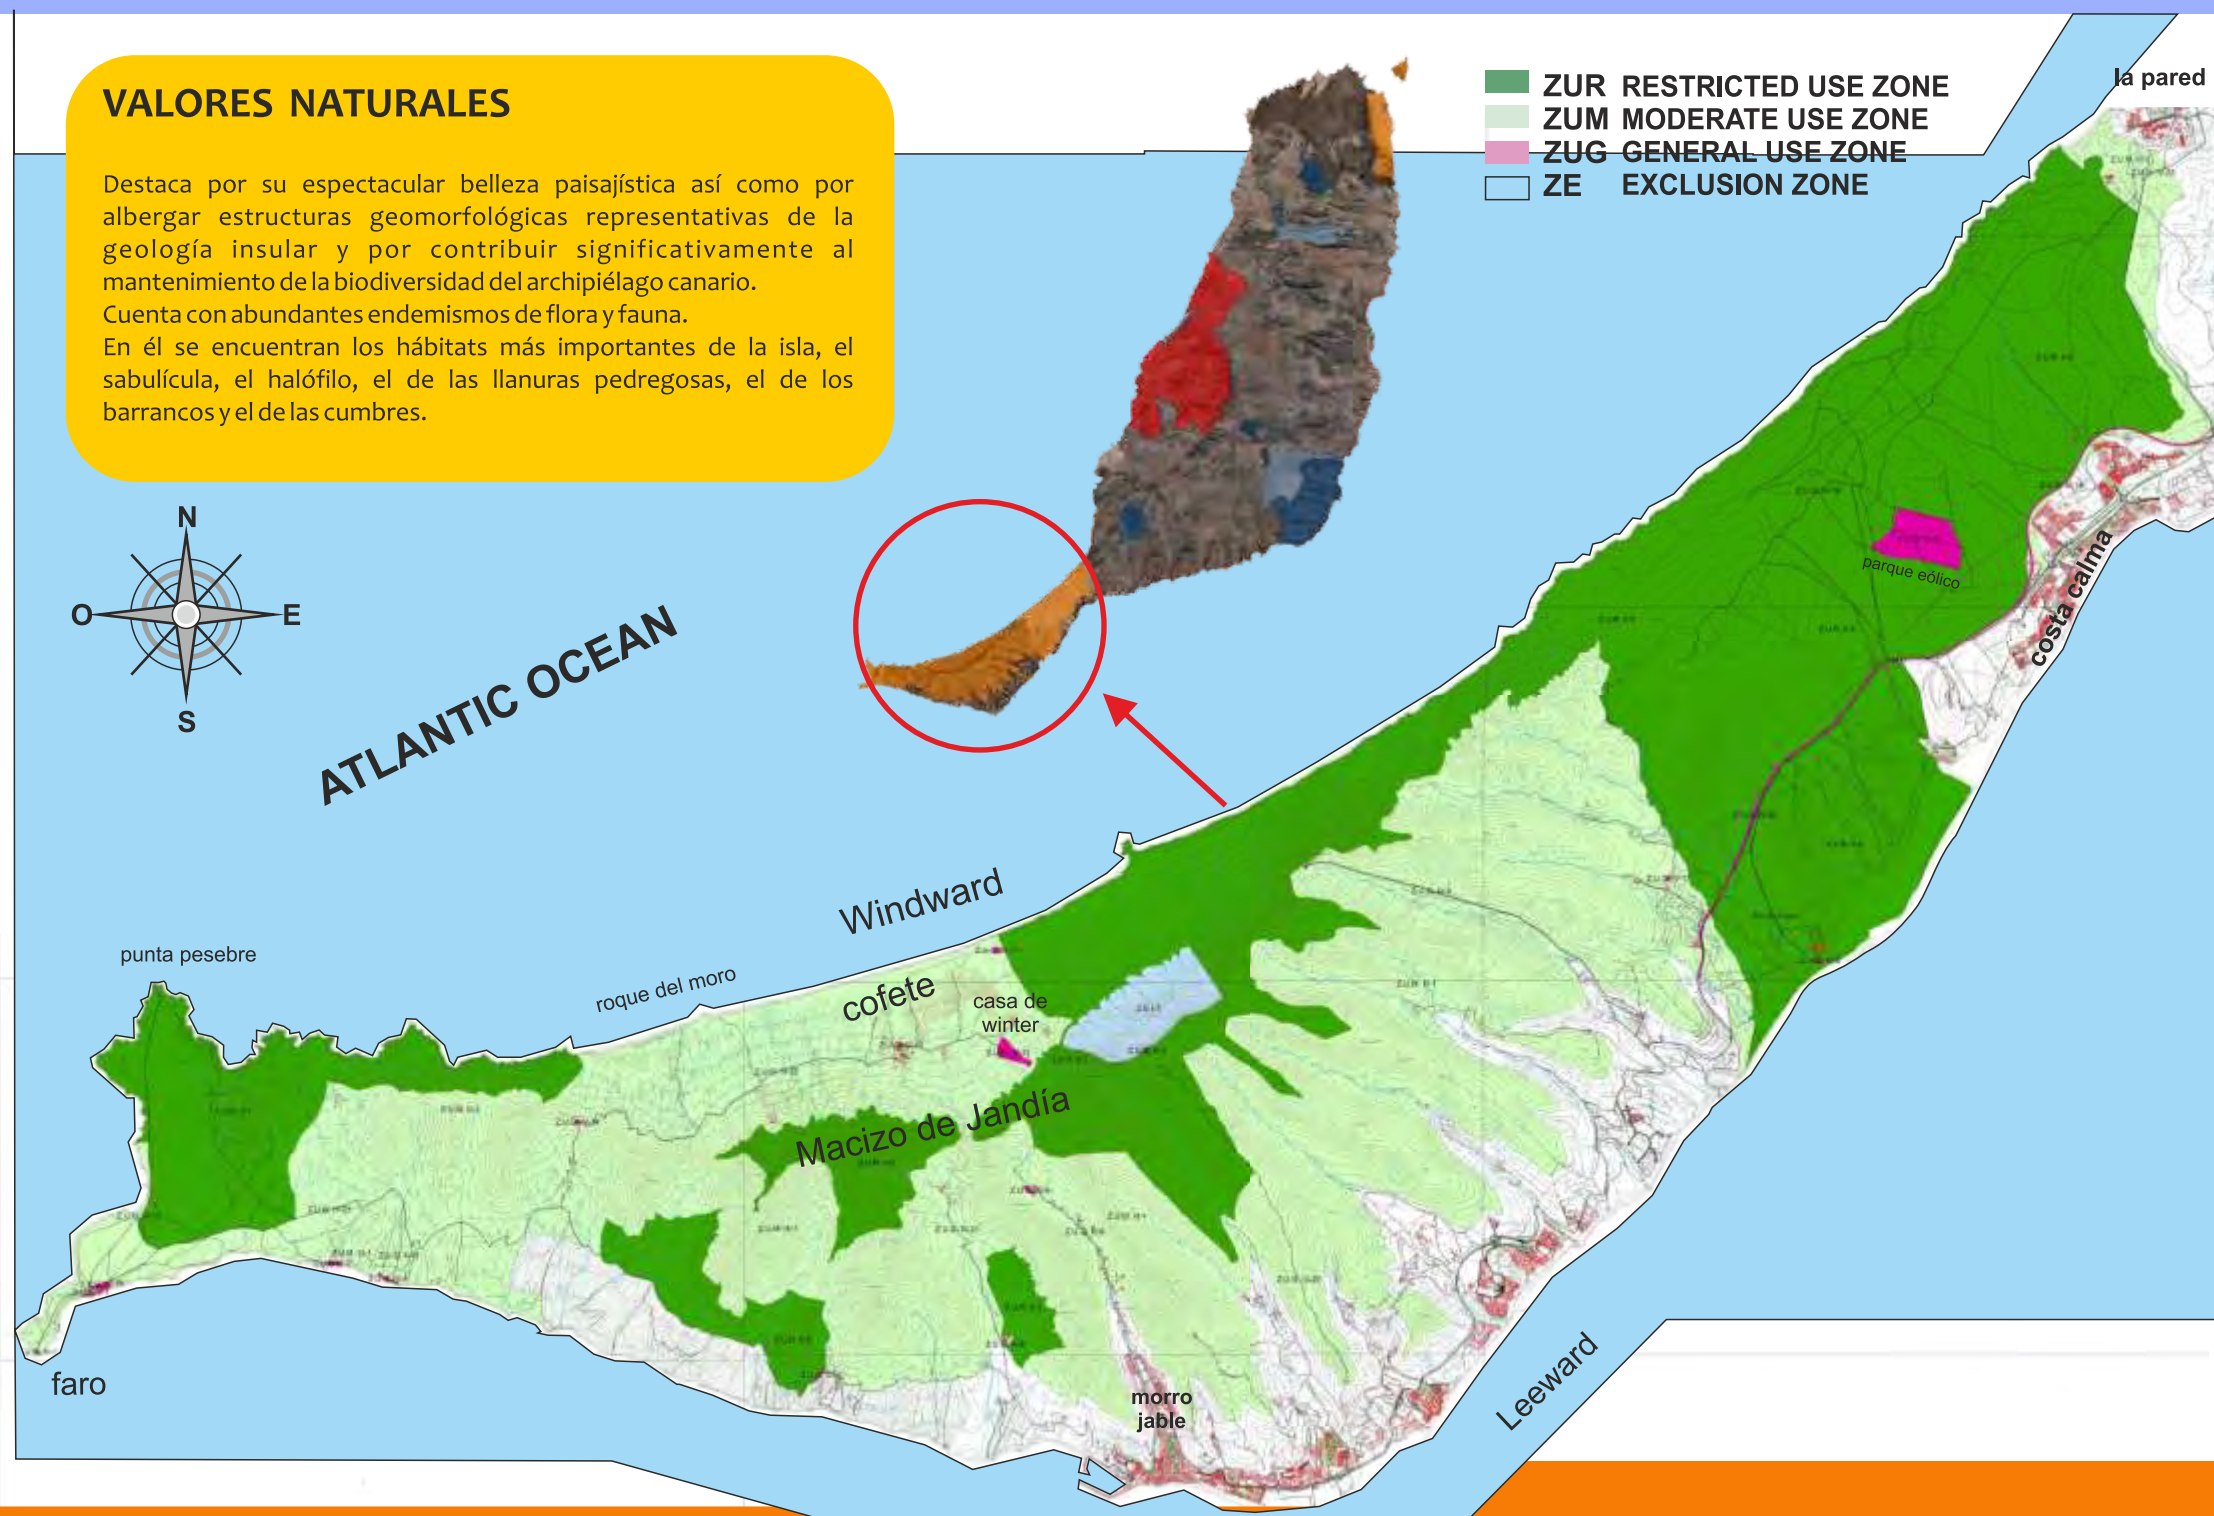 VALORES NATURALES
Destaca por su espectacular belleza paisajística así como por
albergar estructuras geomorfológicas representativas de la
geología insular y por contribuir significativamente al
mantenimiento de la biodiversidad del archipiélago canario.
Cuenta con abundantes endemismos de flora y fauna.
En él se encuentran los hábitats más importantes de la isla, el
sabulícula, el halófilo, el de las llanuras pedregosas, el de los
barrancos y el de las cumbres.
ZUR RESTRICTED USE ZONE
ZUM MODERATE USE ZONE
ZUG GENERAL USE ZONE
ZE EXCLUSION ZONE
la pared
N
O
E
S
ATLANTIC OCEAN
parque eólico
costa calma
Windward
punta pesebre
roque del moro
cofete
casa de
winter
Macizo de Jandía
faro
morro
jable
Leeward